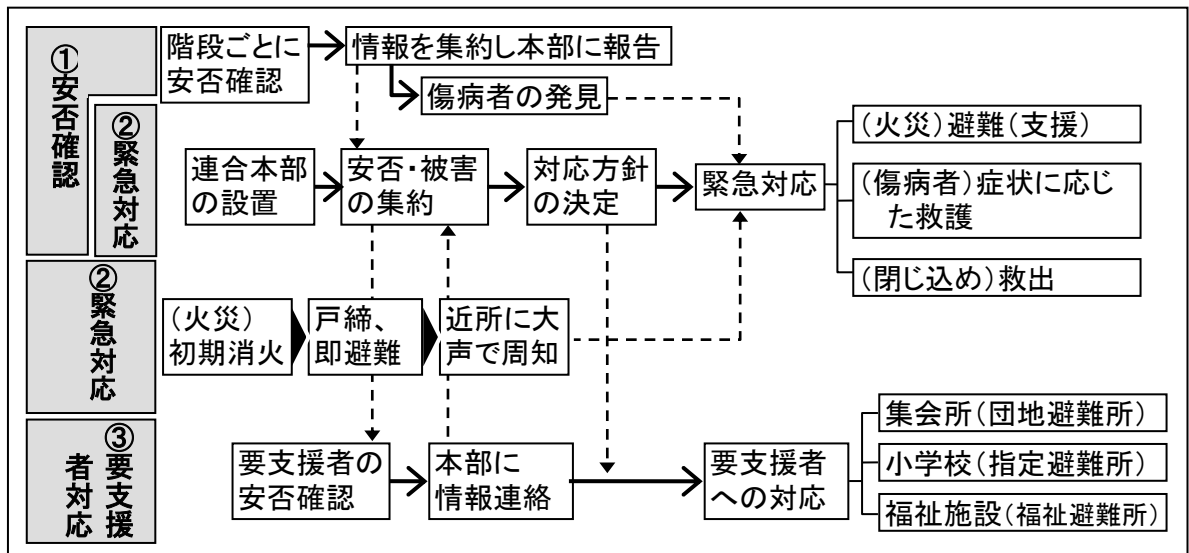 ①安否確認
階段ごとに
安否確認
情報を集約し本部に報告
傷病者の発見
②緊急対応
連合本部
の設置
安否・被害
の集約
対応方針
の決定
緊急対応
(火災)避難(支援)
(傷病者)症状に応じ
た救護
(閉じ込め)救出
②緊急対応
(火災)
初期消火
戸締、
即避難
近所に大
声で周知
③要支援
者対応
要支援者の
安否確認
本部に
情報連絡
要支援者
への対応
集会所(団地避難所)
小学校(指定避難所)
福祉施設(福祉避難所)